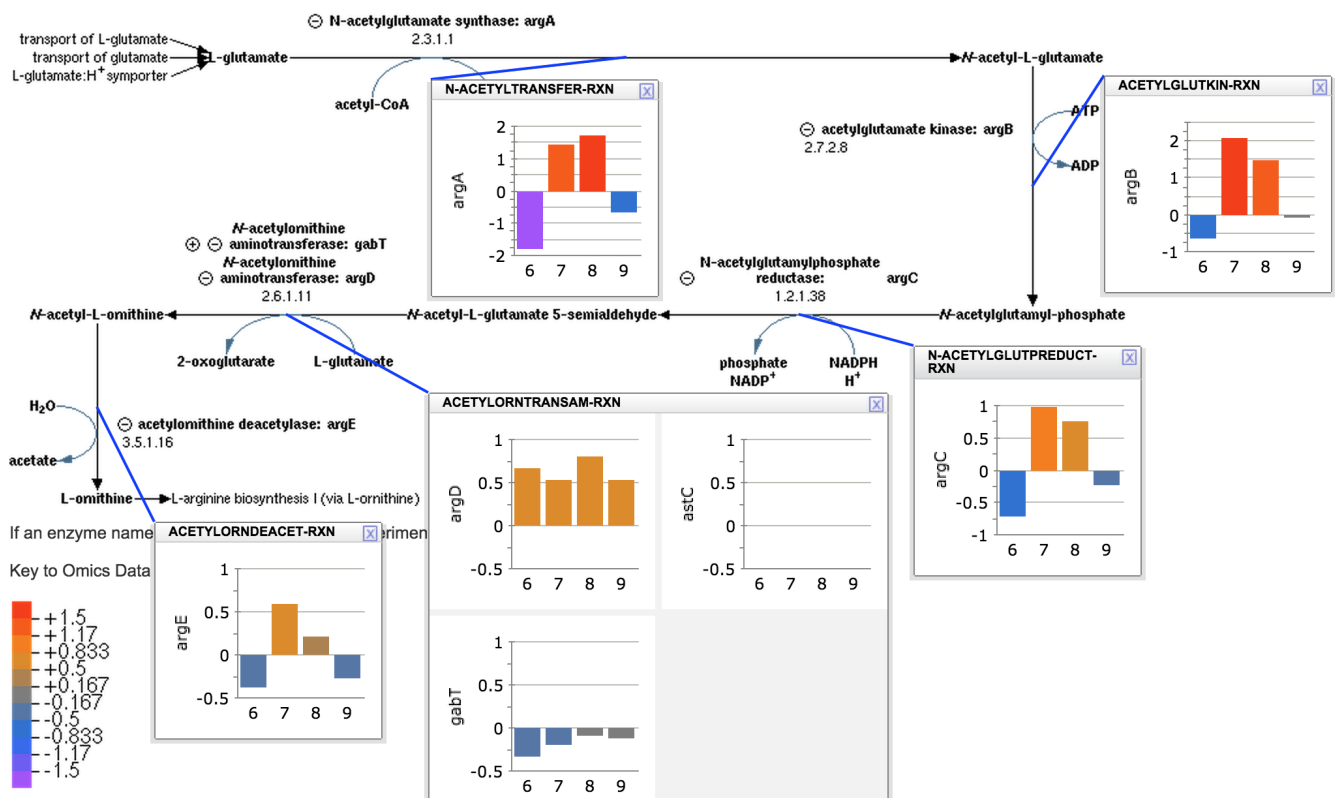 ⊖ N-acetylglutamate synthase: argA
2.3.1.1
transport of L-glutamate
transport of glutamate
L-glutamate:H+ symporter
L-glutamate
N-acetyl-L-glutamate
acetyl-CoA
N-ACETYLTRANSFER-RXN X
argA
2
1
0
-1
-2
6 7 8 9
⊖ acetylglutamate kinase: argB
2.7.2.8
ATP
ADP
ACETYLGLUTKIN-RXN X
argB
2
1
0
-1
6 7 8 9
N-acetylornithine
⊕ ⊖ aminotransferase: gabT
N-acetylornithine
⊖ aminotransferase: argD
2.6.1.11
N-acetylglutamylphosphate
⊖ reductase: argC
1.2.1.38
N-acetyl-L-ornithine
N-acetyl-L-glutamate 5-semialdehyde
N-acetylglutamyl-phosphate
2-oxoglutarate
L-glutamate
phosphate
NADP+
NADPH
H+
N-ACETYLGLUTPREDUCT-
RXN X
argC
1
0.5
0
-0.5
-1
6 7 8 9
ACETYLORNTRANSAM-RXN X
argD
1
0.5
0
-0.5
6 7 8 9
astC
1
0
-0.5
6 7 8 9
gabT
1
0.5
0
-0.5
6 7 8 9
H2O
acetate
⊖ acetylornithine deacetylase: argE
3.5.1.16
L-ornithine
L-arginine biosynthesis I (via L-ornithine)
If an enzyme name
ACETYLORNDEACET-RXN X
argE
1
0.5
0
-0.5
6 7 8 9
Key to Omics Data
+1.5
+1.17
+0.833
+0.5
+0.167
-0.167
-0.5
-0.833
-1.17
-1.5